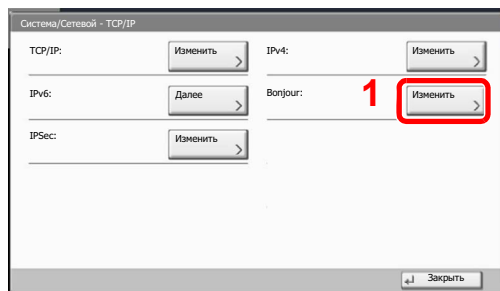 Система/Сетевой - TCP/IP
TCP/IP: Изменить IPv4: Изменить
IPv6: Далее Bonjour: 1 Изменить
IPSec: Изменить
Закрыть